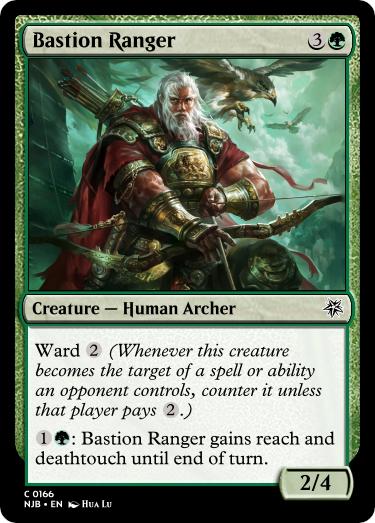 Bastion Ranger 3
Creature — Human Archer
Ward 2 (Whenever this creature
becomes the target of a spell or ability
an opponent controls, counter it unless
that player pays 2.)
1: Bastion Ranger gains reach and
deathtouch until end of turn.
2/4
C 0166
NJB • EN Hua Lu